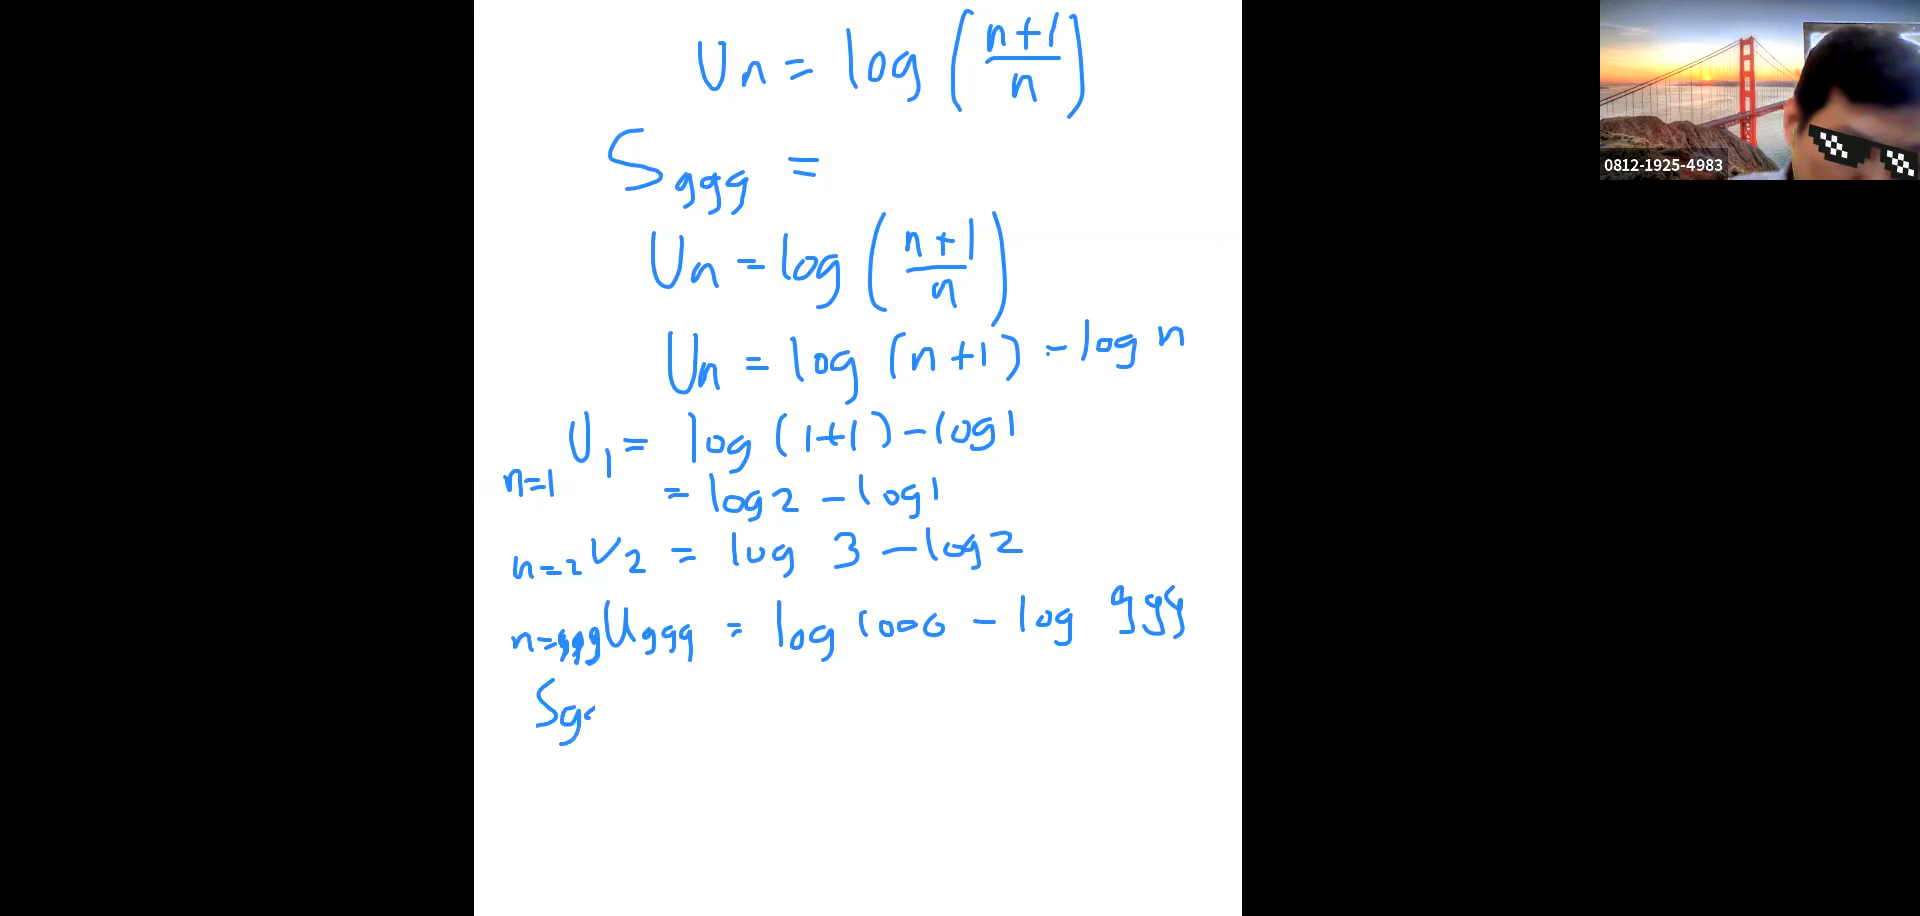 Un = log (n+1/n)
S999 =
Un = log (n+1/n)
Un = log (n+1) - log n
n=1 U1 = log (1+1) - log 1
= log 2 - log 1
n=2 U2 = log 3 - log 2
n=999 U999 = log 1000 - log 999
S9
0812-1925-4983